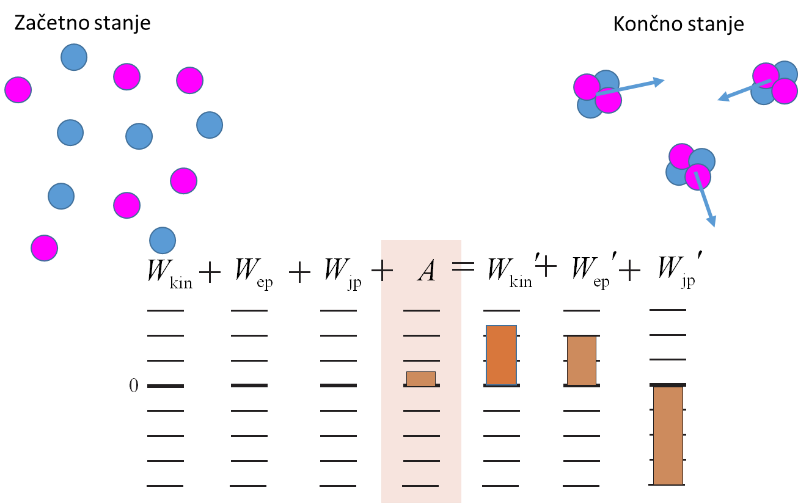 Začetno stanje
Končno stanje
W_kin + W_ep + W_jp + A = W_kin′ + W_ep′ + W_jp′
0